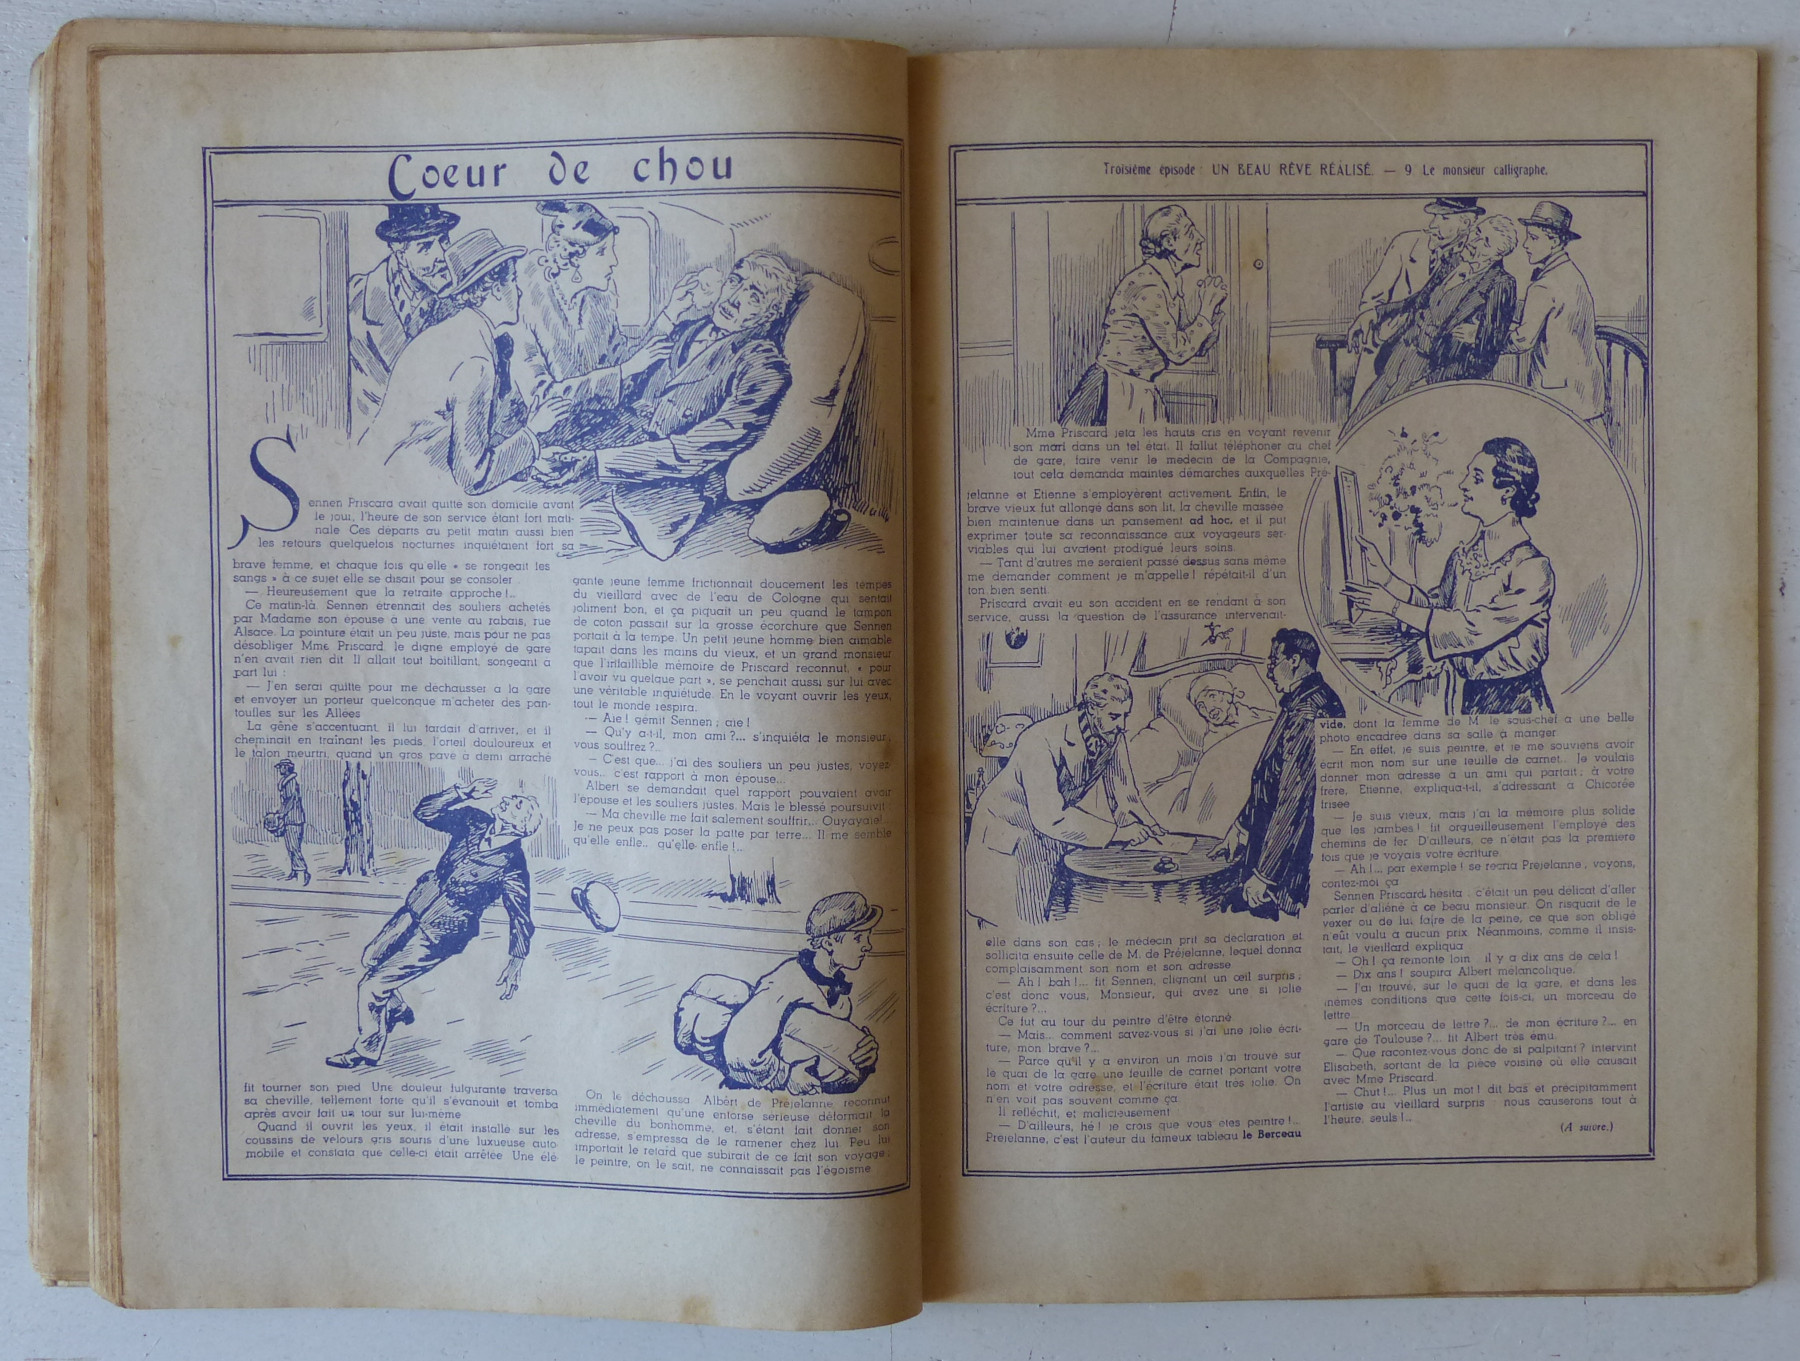 Coeur de chou
Sennen Priscard avait quitté son domicile avant
le jour, l'heure de son service étant fort mati-
nale. Ces départs au petit matin aussi bien
les retours quelquefois nocturnes inquiétaient fort sa
brave femme, et chaque fois qu'elle « se rongeait les
sangs » à ce sujet elle se disait pour se consoler
— Heureusement que la retraite approche !..
Ce matin-là, Sennen étrennait des souliers achetés
par Madame son épouse à une vente au rabais, rue
Alsace. La pointure était un peu juste, mais pour ne pas
désobliger Mme Priscard, le digne employé de gare
n'en avait rien dit. Il allait tout boitillant, songeant à
part lui :
— J'en serai quitte pour me déchausser à la gare
et envoyer un porteur quelconque m'acheter des pan-
toufles sur les Allées
La gêne s'accentuant, il lui tardait d'arriver, et il
cheminait en traînant les pieds, l'orteil douloureux et
le talon meurtri, quand un gros pavé à demi arraché
fit tourner son pied Une douleur fulgurante traversa
sa cheville, tellement forte qu'il s'évanouit et tomba
après avoir fait un tour sur lui-même
Quand il ouvrit les yeux, il était installé sur les
coussins de velours gris souris d'une luxueuse auto
mobile et constata que celle-ci était arrêtée Une élé-
gante jeune femme frictionnait doucement les tempes
du vieillard avec de l'eau de Cologne qui sentait
joliment bon, et ça piquait un peu quand le tampon
de coton passait sur la grosse écorchure que Sennen
portait à la tempe. Un petit jeune homme bien aimable
tapait dans les mains du vieux, et un grand monsieur
que l'infaillible mémoire de Priscard reconnut, « pour
l'avoir vu quelque part », se penchait aussi sur lui avec
une véritable inquiétude. En le voyant ouvrir les yeux,
tout le monde respira.
— Aïe ! gémit Sennen ; aïe !
— Qu'y a-t-il, mon ami ?... s'inquiéta le monsieur,
vous souffrez ?..
— C'est que... j'ai des souliers un peu justes, voyez-
vous... c'est rapport à mon épouse...
Albert se demandait quel rapport pouvaient avoir
l'épouse et les souliers justes. Mais le blessé poursuivit :
— Ma cheville me fait salement souffrir... Ouyayaïe !..
Je ne peux pas poser la patte par terre... Il me semble
qu'elle enfle.. qu'elle enfle !..
On le déchaussa Albert de Préjelanne reconnut
immédiatement qu'une entorse sérieuse déformait la
cheville du bonhomme, et, s'étant fait donner son
adresse, s'empressa de le ramener chez lui. Peu lui
importait le retard que subirait de ce fait son voyage ;
le peintre, on le sait, ne connaissait pas l'égoïsme
Troisième épisode : UN BEAU RÊVE RÉALISÉ. — 9 Le monsieur calligraphe.
Mme Priscard jeta les hauts cris en voyant revenir
son mari dans un tel état. Il fallut téléphoner au chef
de gare, faire venir le médecin de la Compagnie,
tout cela demanda maintes démarches auxquelles Pré-
jelanne et Etienne s'employèrent activement. Enfin, le
brave vieux fut allongé dans son lit, la cheville massée
bien maintenue dans un pansement ad hoc, et il put
exprimer toute sa reconnaissance aux voyageurs ser-
viables qui lui avaient prodigué leurs soins.
— Tant d'autres me seraient passé dessus sans même
me demander comment je m'appelle ! répétait-il d'un
ton bien senti.
Priscard avait eu son accident en se rendant à son
service, aussi la question de l'assurance intervenait-
elle dans son cas ; le médecin prit sa déclaration et
sollicita ensuite celle de M. de Préjelanne, lequel donna
complaisamment son nom et son adresse
— Ah ! bah !... fit Sennen, clignant un œil surpris ;
c'est donc vous, Monsieur, qui avez une si jolie
écriture ?...
Ce fut au tour du peintre d'être étonné
— Mais... comment savez-vous si j'ai une jolie écri-
ture, mon brave ?...
— Parce qu'il y a environ un mois j'ai trouvé sur
le quai de la gare une feuille de carnet portant votre
nom et votre adresse, et l'écriture était très jolie. On
n'en voit pas souvent comme ça
Il réfléchit, et malicieusement
— D'ailleurs, hé ! je crois que vous êtes peintre !..
Préjelanne, c'est l'auteur du fameux tableau le Berceau
vide, dont la femme de M. le sous-chef a une belle
photo encadrée dans sa salle à manger
— En effet, je suis peintre, et je me souviens avoir
écrit mon nom sur une feuille de carnet.. Je voulais
donner mon adresse à un ami qui partait ; à votre
frère, Etienne, expliqua-t-il, s'adressant à Chicorée
frisée
— Je suis vieux, mais j'ai la mémoire plus solide
que les jambes !. fit orgueilleusement l'employé des
chemins de fer. D'ailleurs, ce n'était pas la première
fois que je voyais votre écriture.
— Ah !... par exemple ! se récria Préjelanne ; voyons,
contez-moi ça
Sennen Priscard hésita : c'était un peu délicat d'aller
parler d'aliéné à ce beau monsieur. On risquait de le
vexer ou de lui faire de la peine, ce que son obligé
n'eût voulu à aucun prix Néanmoins, comme il insis-
tait, le vieillard expliqua
— Oh ! ça remonte loin.. il y a dix ans de cela !
— Dix ans ! soupira Albert mélancolique.
— J'ai trouvé, sur le quai de la gare, et dans les
mêmes conditions que cette fois-ci, un morceau de
lettre..
— Un morceau de lettre ?... de mon écriture ?... en
gare de Toulouse ?... fit Albert très ému.
— Que racontez-vous donc de si palpitant ? intervint
Elisabeth, sortant de la pièce voisine où elle causait
avec Mme Priscard.
— Chut !... Plus un mot ! dit bas et précipitamment
l'artiste au vieillard surpris nous causerons tout à
l'heure, seuls !..
(A suivre.)